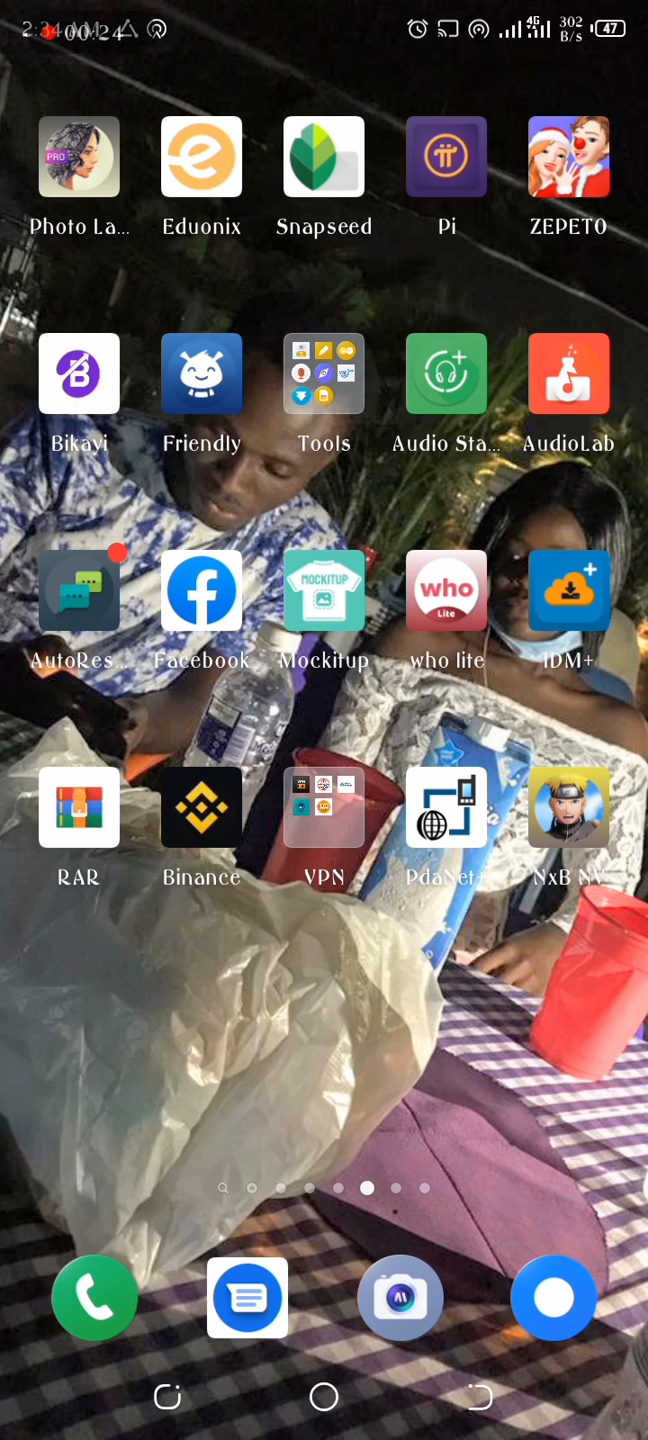 2:34 AM 00:24 4G 302 B/s 47
PRO
Photo La... Eduonix Snapseed Pi ZEPETO
Bikayi Friendly Tools Audio Sta... AudioLab
MOCKITUP who Lite
AutoRes... Facebook Mockitup who lite IDM+
RAR Binance VPN PdaNet+ NxB NV